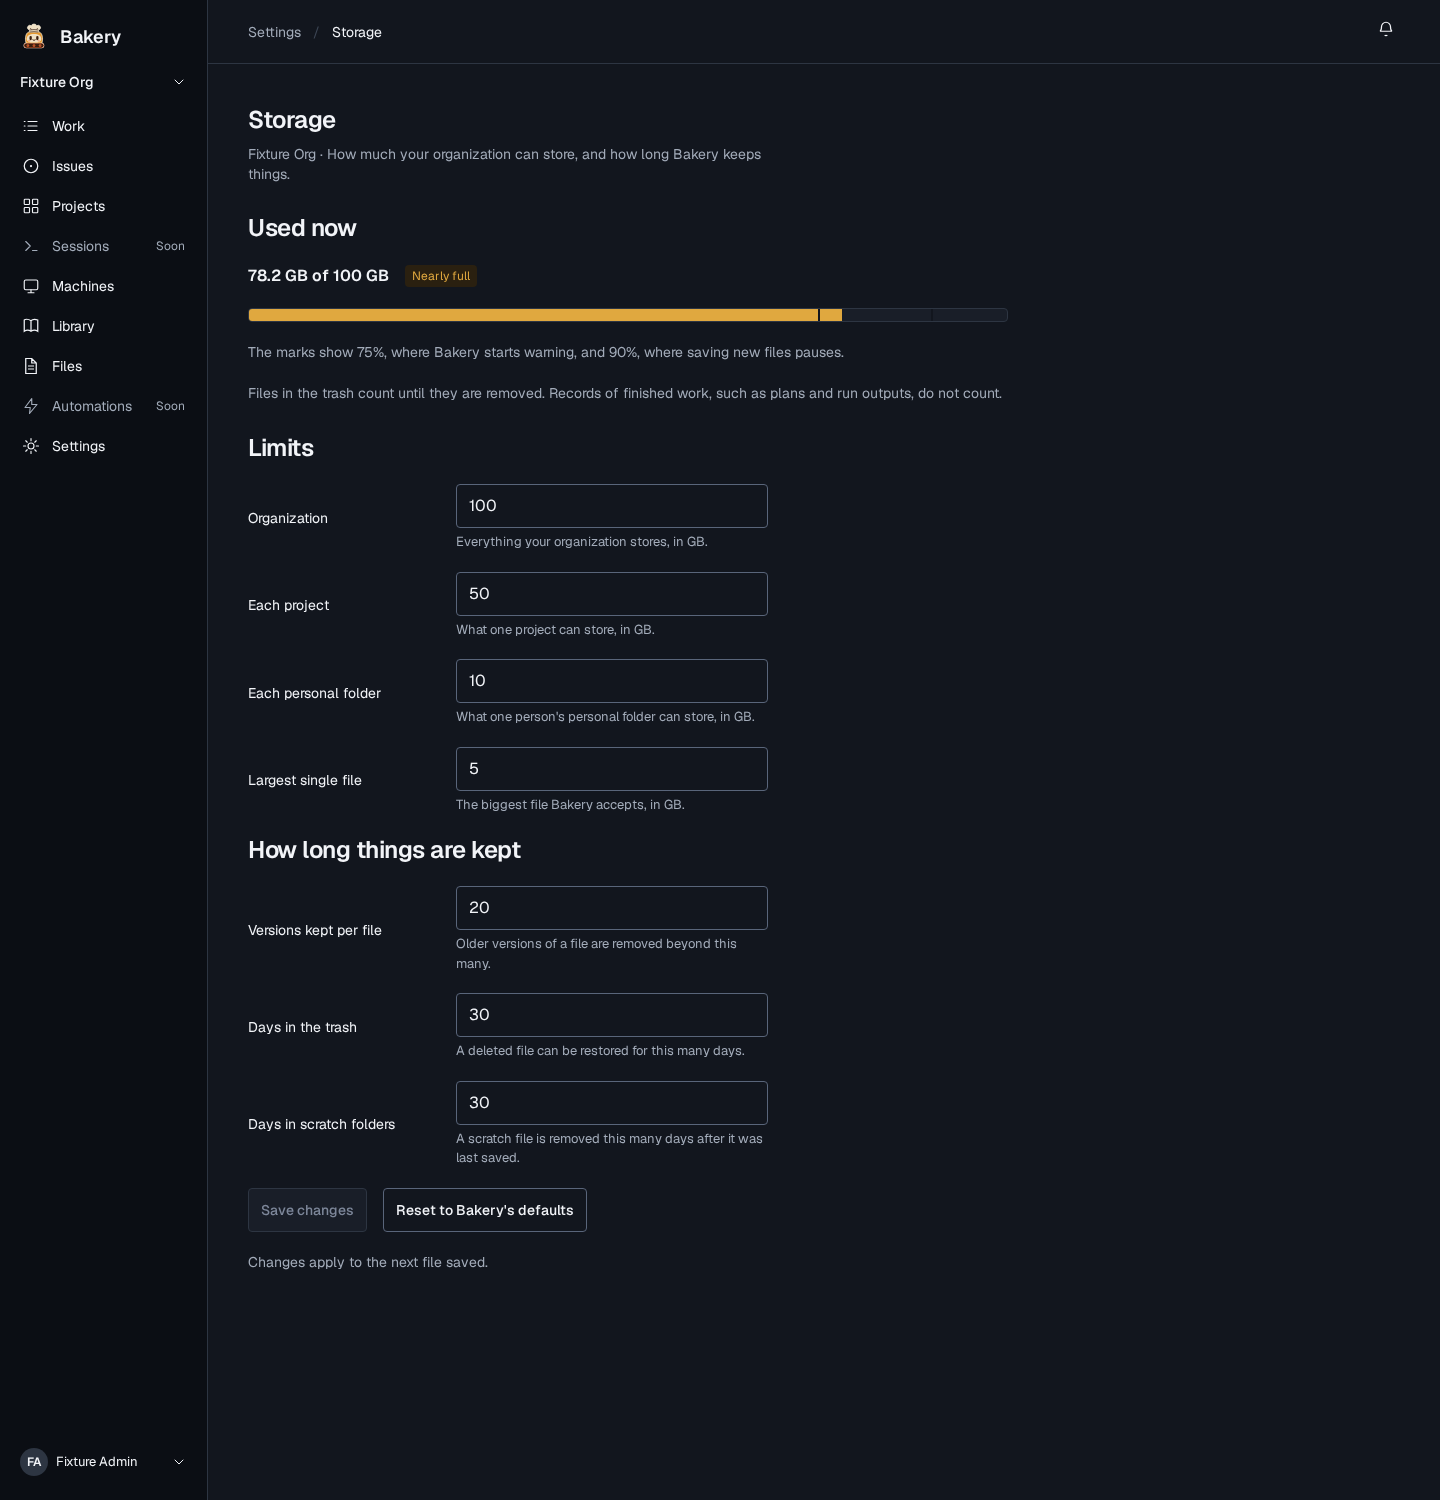 Bakery
Fixture Org
Work
Issues
Projects
Sessions Soon
Machines
Library
Files
Automations Soon
Settings
FA Fixture Admin
Settings / Storage
Storage
Fixture Org · How much your organization can store, and how long Bakery keeps
things.
Used now
78.2 GB of 100 GB Nearly full
The marks show 75%, where Bakery starts warning, and 90%, where saving new files pauses.
Files in the trash count until they are removed. Records of finished work, such as plans and run outputs, do not count.
Limits
Organization
100
Everything your organization stores, in GB.
Each project
50
What one project can store, in GB.
Each personal folder
10
What one person's personal folder can store, in GB.
Largest single file
5
The biggest file Bakery accepts, in GB.
How long things are kept
Versions kept per file
20
Older versions of a file are removed beyond this
many.
Days in the trash
30
A deleted file can be restored for this many days.
Days in scratch folders
30
A scratch file is removed this many days after it was
last saved.
Save changes Reset to Bakery's defaults
Changes apply to the next file saved.